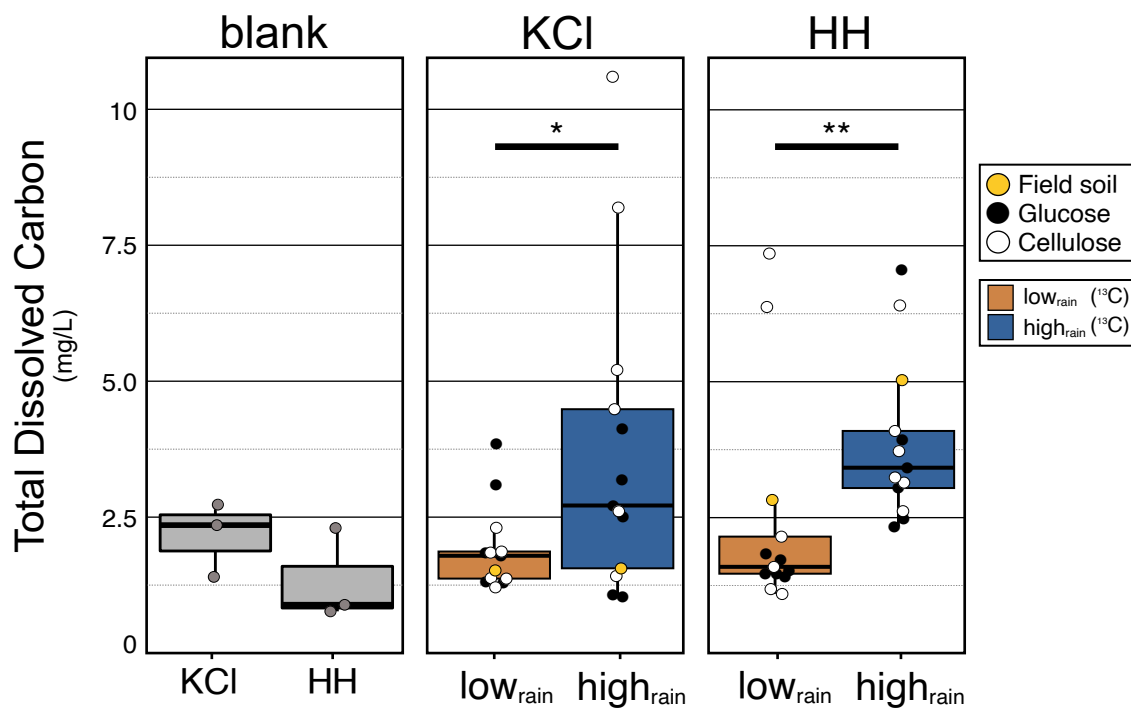 blank KCl HH
Total Dissolved Carbon
(mg/L)
10
7.5
5.0
2.5
0
* **
KCl HH lowrain highrain lowrain highrain
Field soil
Glucose
Cellulose
lowrain (¹³C)
highrain (¹³C)